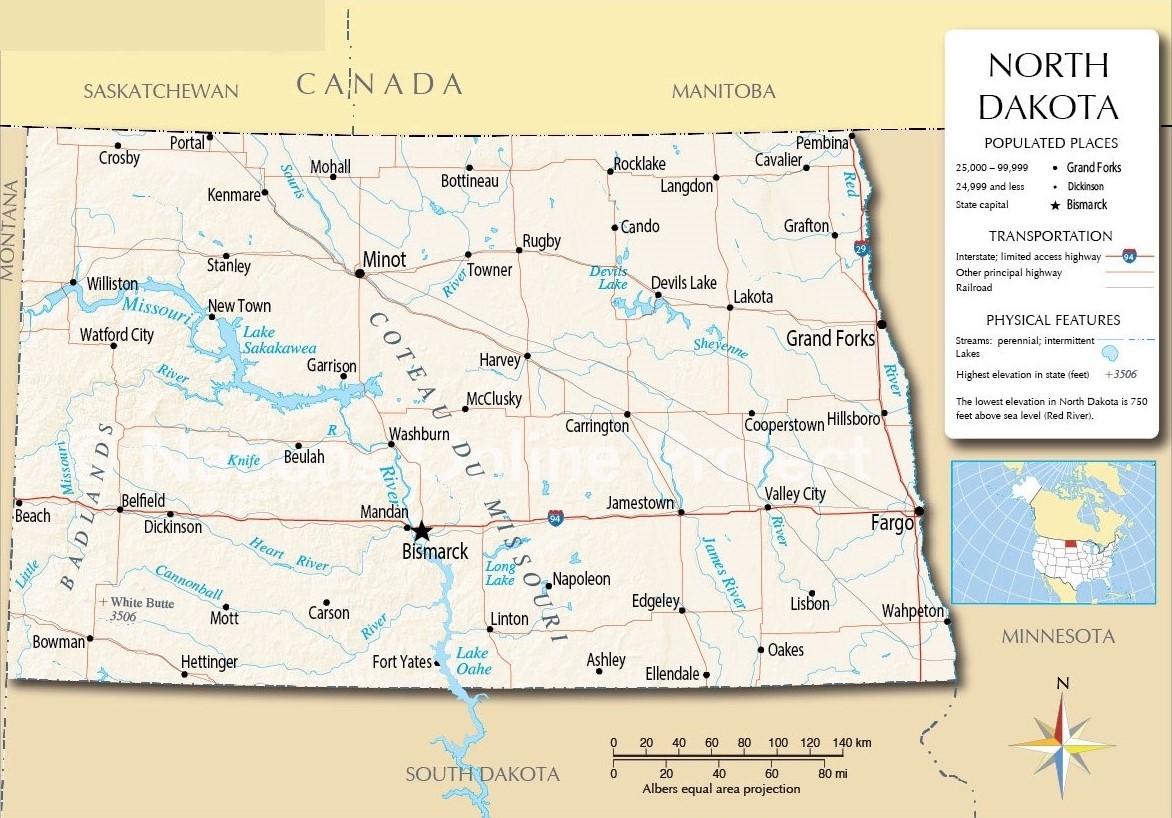 CANADA
SASKATCHEWAN
MANITOBA
MONTANA
MINNESOTA
SOUTH DAKOTA
NORTH
DAKOTA
POPULATED PLACES
25,000 – 99,999 Grand Forks
24,999 and less Dickinson
State capital Bismarck
TRANSPORTATION
Interstate; limited access highway 94
Other principal highway
Railroad
PHYSICAL FEATURES
Streams: perennial; intermittent
Lakes
Highest elevation in state (feet) +3506
The lowest elevation in North Dakota is 750
feet above sea level (Red River).
Portal
Crosby
Mohall
Souris
Kenmare
Bottineau
Rocklake
Langdon
Cavalier
Pembina
Red
Cando
Grafton
29
Rugby
Minot
Towner
River
Stanley
Devils
Lake
Devils Lake
Lakota
Williston
Missouri
New Town
Watford City
Lake
Sakakawea
Grand Forks
Sheyenne
Harvey
Garrison
River
River
McClusky
COTEAU DU MISSOURI
Carrington
Cooperstown
Hillsboro
Washburn
R
Beulah
Knife
Missouri
River
BADLANDS
Beach
Belfield
Dickinson
Mandan
Bismarck
94
Jamestown
Valley City
Fargo
River
Heart River
Long
Lake
Napoleon
James River
Little
Cannonball
White Butte
3506
Mott
Carson
River
Linton
Edgeley
Lisbon
Wahpeton
Bowman
Hettinger
Fort Yates
Lake
Oahe
Ashley
Ellendale
Oakes
N
0 20 40 60 80 100 120 140 km
0 20 40 60 80 mi
Albers equal area projection